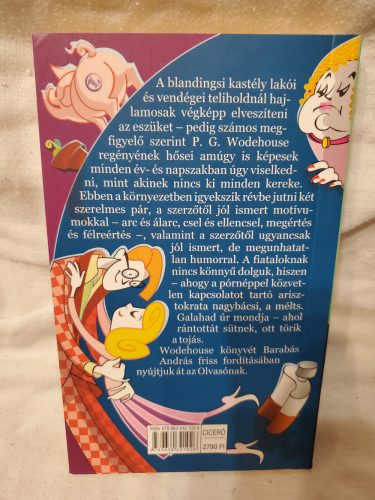 A blandingsi kastély lakói
és vendégei teliholdnál haj-
lamosak végképp elveszíteni
az eszüket – pedig számos meg-
figyelő szerint P. G. Wodehouse
regényének hősei amúgy is képesek
minden év- és napszakban úgy viselked-
ni, mint akinek nincs ki minden kereke.
Ebben a környezetben igyekszik révbe jutni két
szerelmes pár, a szerzőtől jól ismert motívu-
mokkal – arc és álarc, csel és ellencsel, megértés
és félreértés –, valamint a szerzőtől ugyancsak
jól ismert, de megunhatat-
lan humorral. A fiataloknak
nincs könnyű dolguk, hiszen
– ahogy a pórnéppel közvet-
len kapcsolatot tartó arisz-
tokrata nagybácsi, a mélts.
Galahad úr mondja – ahol
rántottát sütnek, ott törik
a tojás.
Wodehouse könyvét Barabás
András friss fordításában
nyújtjuk át az Olvasónak.
CICERÓ
2790 Ft